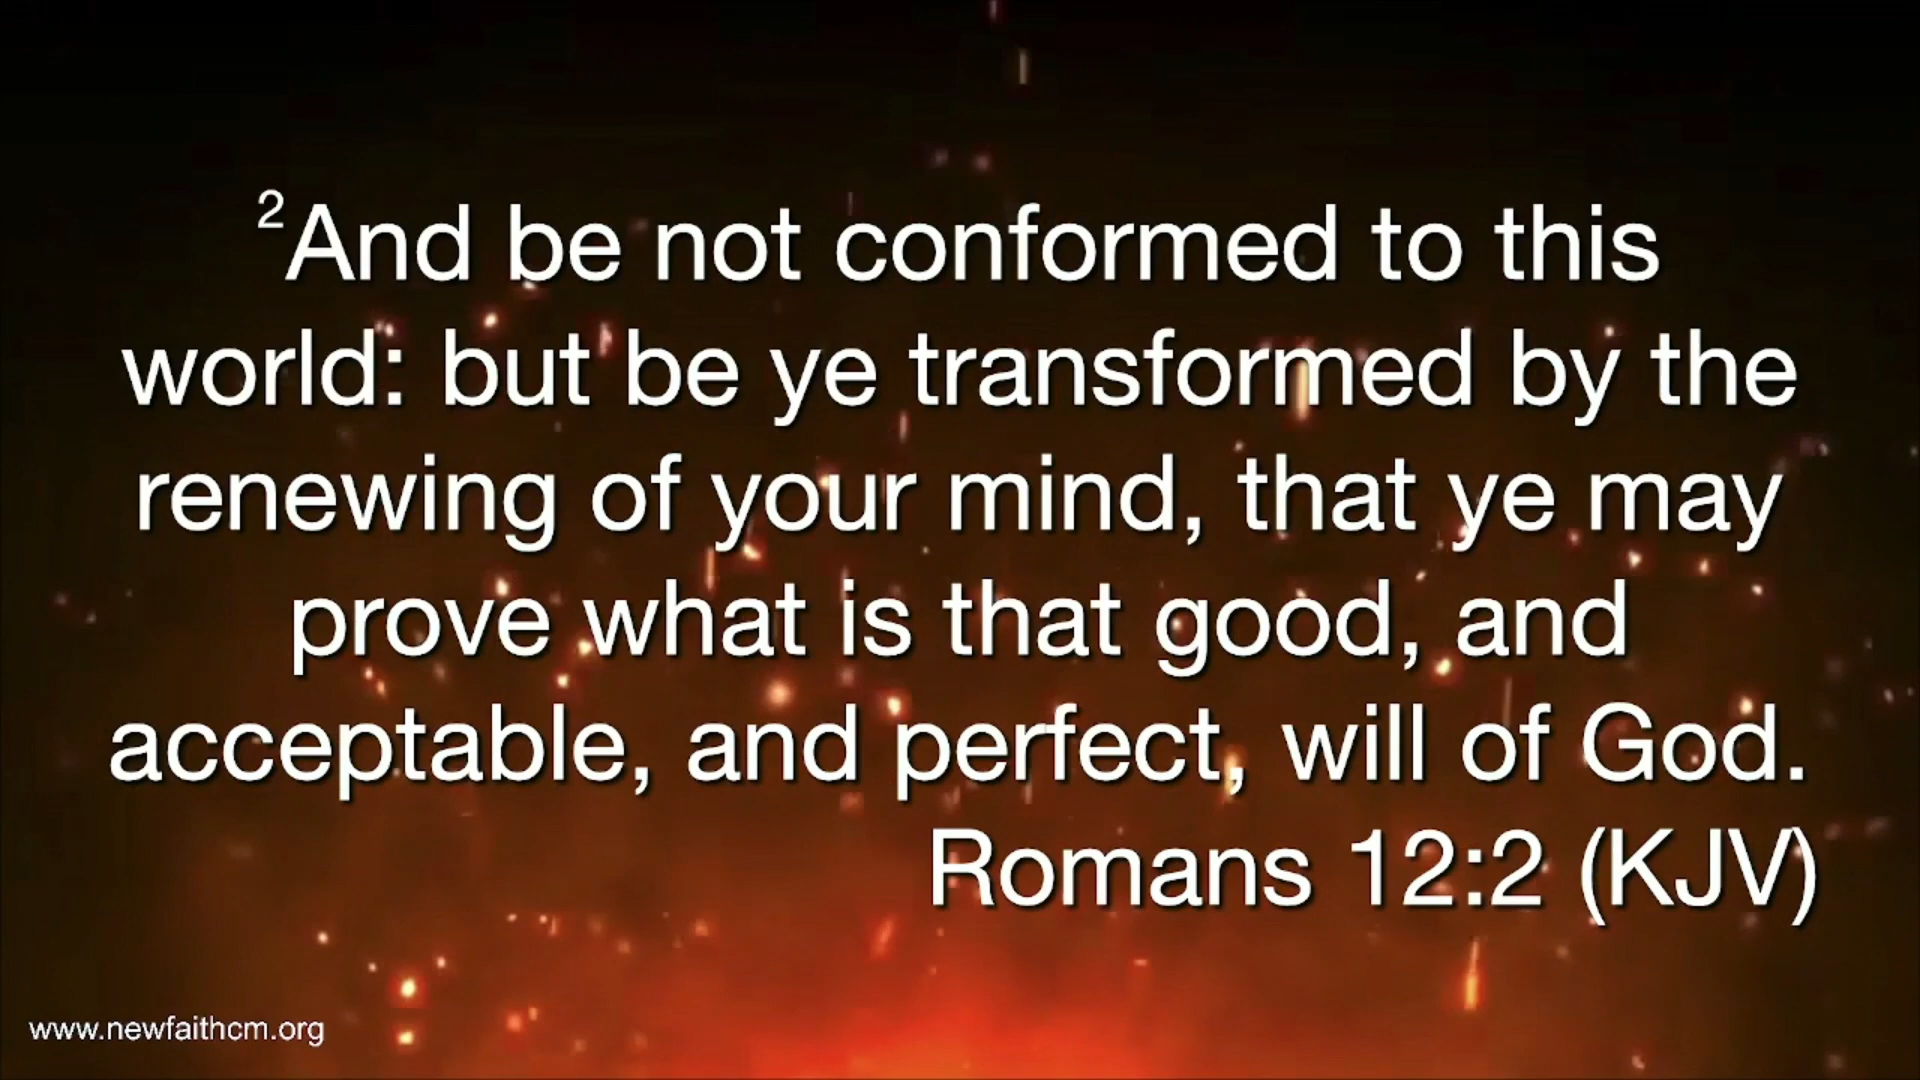 ²And be not conformed to this
world: but be ye transformed by the
renewing of your mind, that ye may
prove what is that good, and
acceptable, and perfect, will of God.
Romans 12:2 (KJV)
www.newfaithcm.org